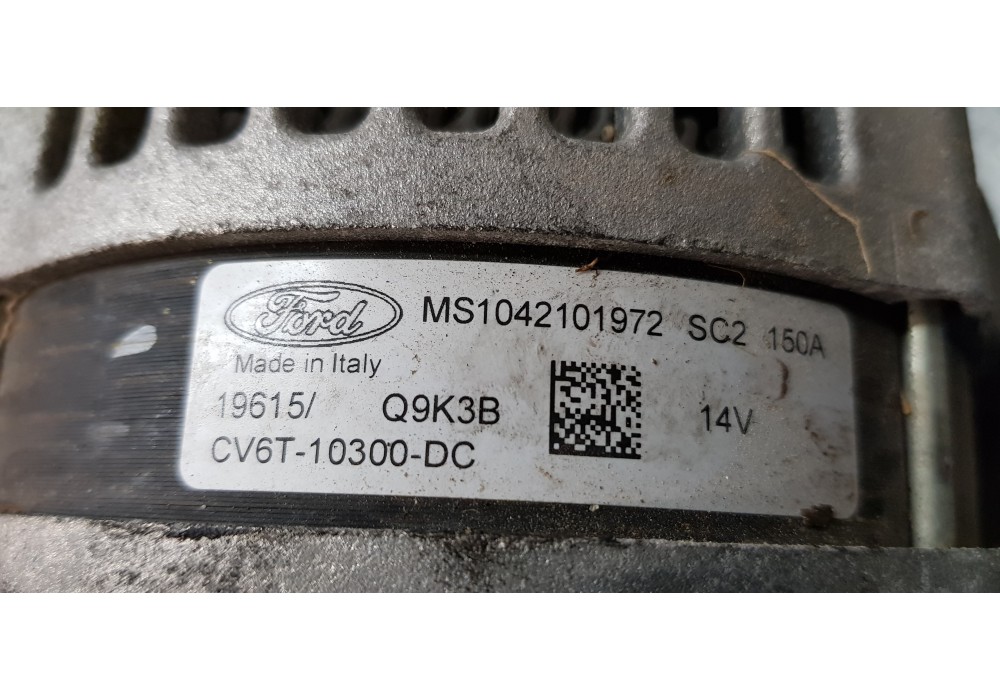 Ford MS1042101972 SC2 150A
Made in Italy
19615/ Q9K3B 14V
CV6T-10300-DC